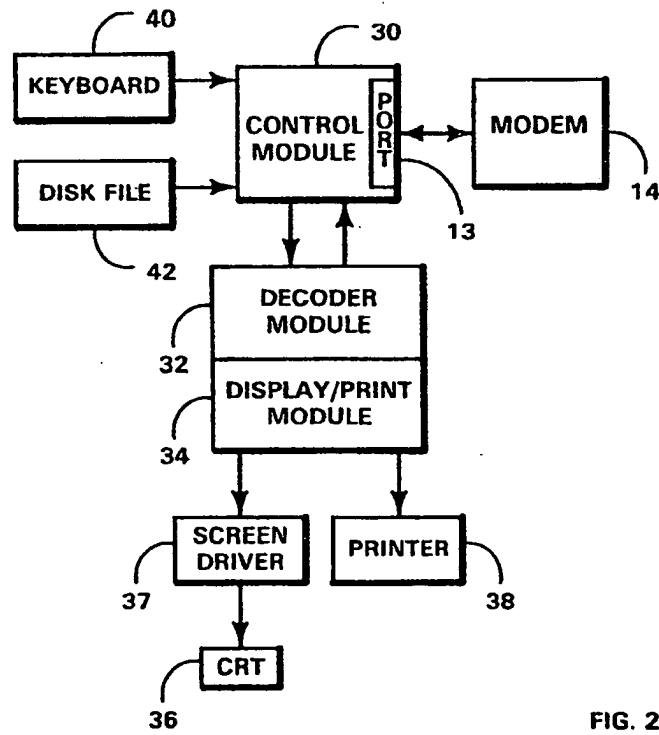 40
30
KEYBOARD
CONTROL
MODULE
PORT
MODEM
DISK FILE
13
14
42
DECODER
MODULE
32
DISPLAY/PRINT
MODULE
34
SCREEN
DRIVER
PRINTER
37
38
CRT
36
FIG. 2